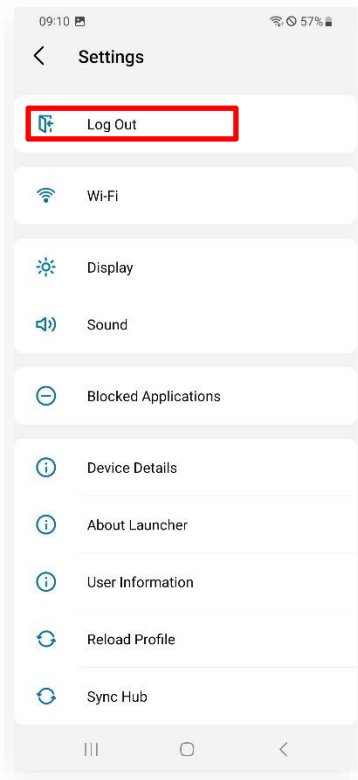 09:10 57%
Settings
Log Out
Wi-Fi
Display
Sound
Blocked Applications
Device Details
About Launcher
User Information
Reload Profile
Sync Hub